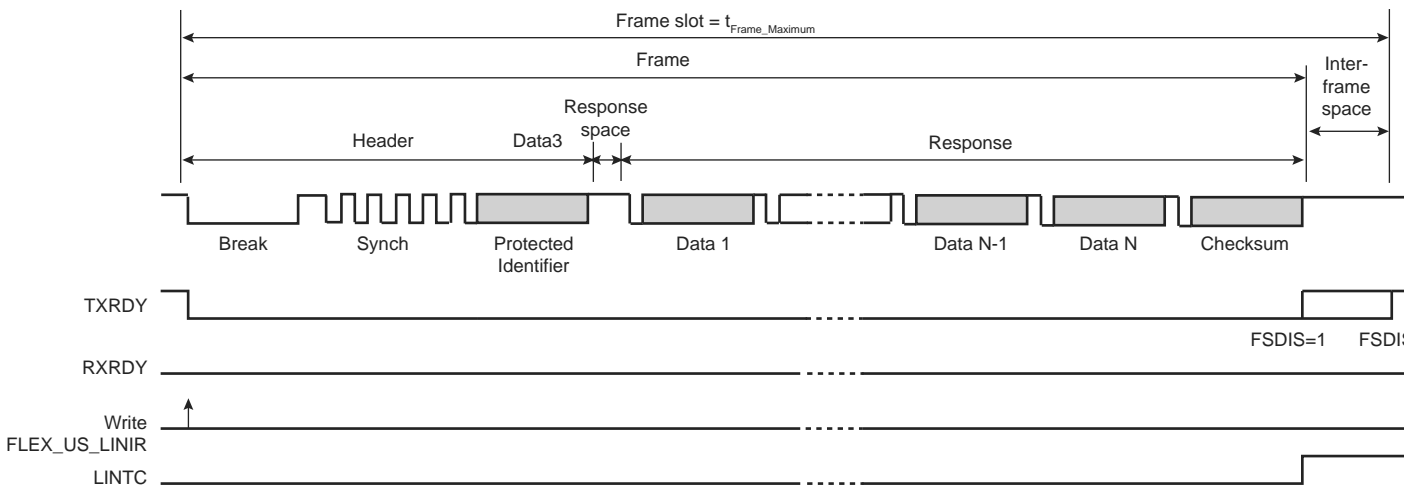 Frame slot = tFrame_Maximum
Frame
Inter-
frame
space
Response
space
Header
Data3
Response
Break
Synch
Protected
Identifier
Data 1
Data N-1
Data N
Checksum
TXRDY
FSDIS=1
FSDIS
RXRDY
Write
FLEX_US_LINIR
LINTC